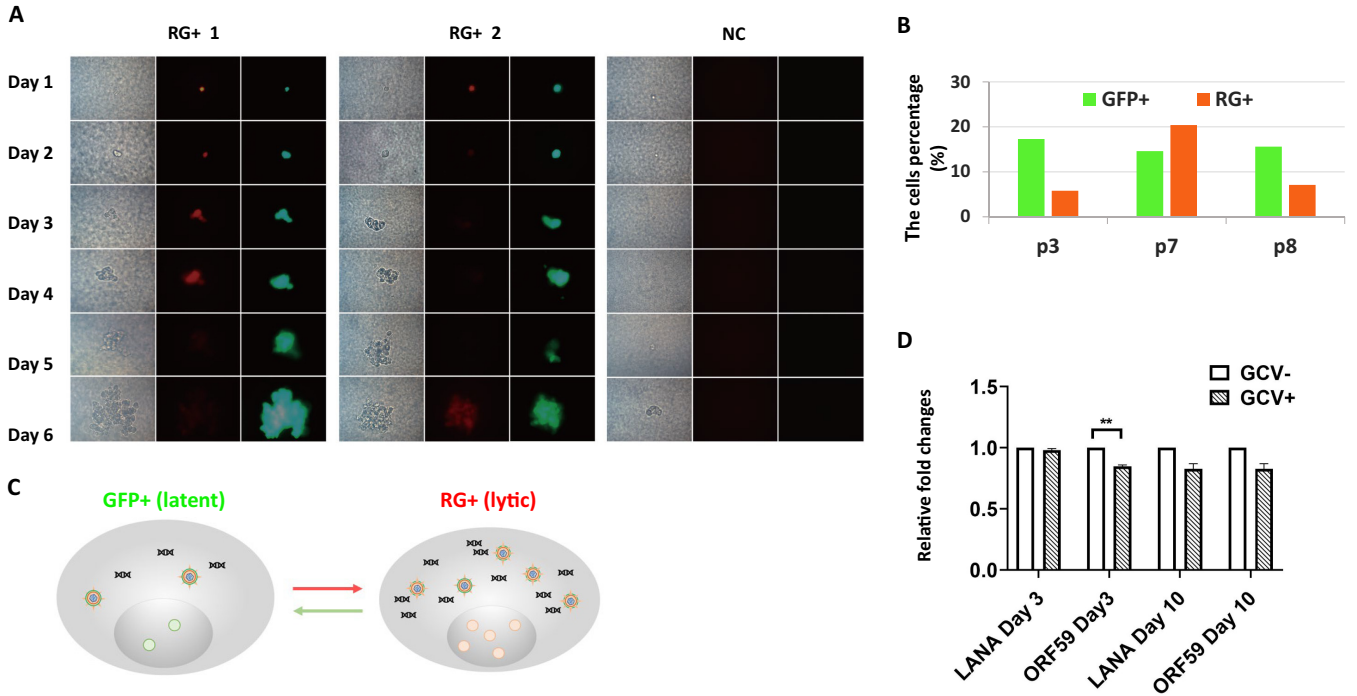 A
RG+ 1
RG+ 2
NC
Day 1
Day 2
Day 3
Day 4
Day 5
Day 6
B
The cells percentage
(%)
30
20
10
0
GFP+
RG+
p3
p7
p8
C
GFP+ (latent)
RG+ (lytic)
D
GCV-
GCV+
Relative fold changes
1.5
1.0
0.5
0.0
**
LANA Day 3
ORF59 Day3
LANA Day 10
ORF59 Day 10